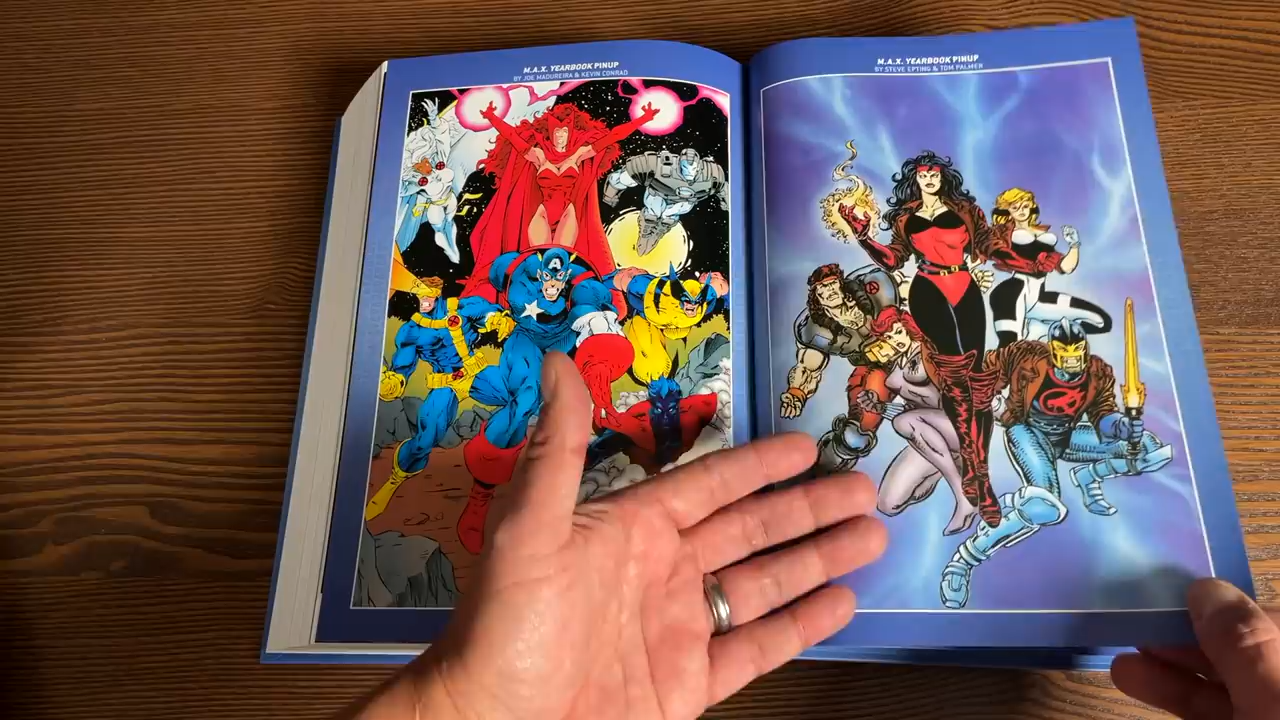 M.A.X. YEARBOOK PINUP
BY JOE MADUREIRA & KEVIN CONRAD
M.A.X. YEARBOOK PINUP
BY STEVE EPTING & TOM PALMER
A